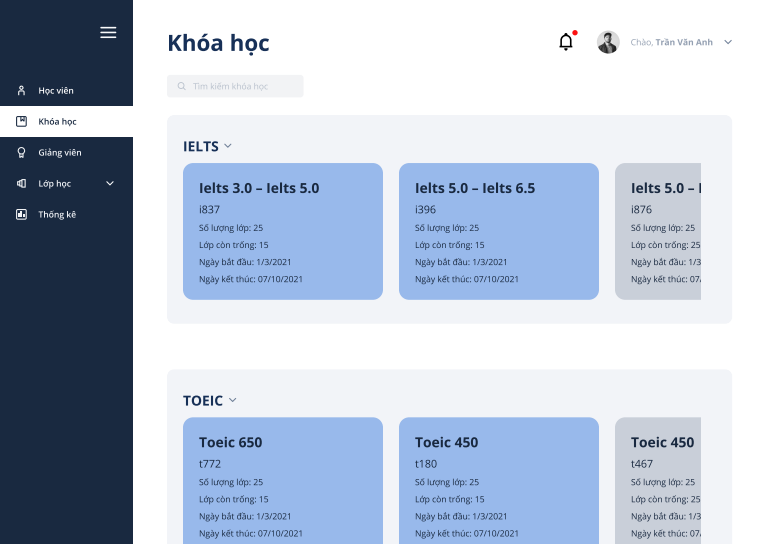 Khóa học
Chào, Trần Văn Anh
Tìm kiếm khóa học
Học viên
Khóa học
Giảng viên
Lớp học
Thống kê
IELTS
Ielts 3.0 – Ielts 5.0
i837
Số lượng lớp: 25
Lớp còn trống: 15
Ngày bắt đầu: 1/3/2021
Ngày kết thúc: 07/10/2021
Ielts 5.0 – Ielts 6.5
i396
Số lượng lớp: 25
Lớp còn trống: 15
Ngày bắt đầu: 1/3/2021
Ngày kết thúc: 07/10/2021
Ielts 5.0 – I
i876
Số lượng lớp: 25
Lớp còn trống: 25
Ngày bắt đầu: 1/3
Ngày kết thúc: 07/
TOEIC
Toeic 650
t772
Số lượng lớp: 25
Lớp còn trống: 15
Ngày bắt đầu: 1/3/2021
Ngày kết thúc: 07/10/2021
Toeic 450
t180
Số lượng lớp: 25
Lớp còn trống: 15
Ngày bắt đầu: 1/3/2021
Ngày kết thúc: 07/10/2021
Toeic 450
t467
Số lượng lớp: 25
Lớp còn trống: 25
Ngày bắt đầu: 1/3
Ngày kết thúc: 07/